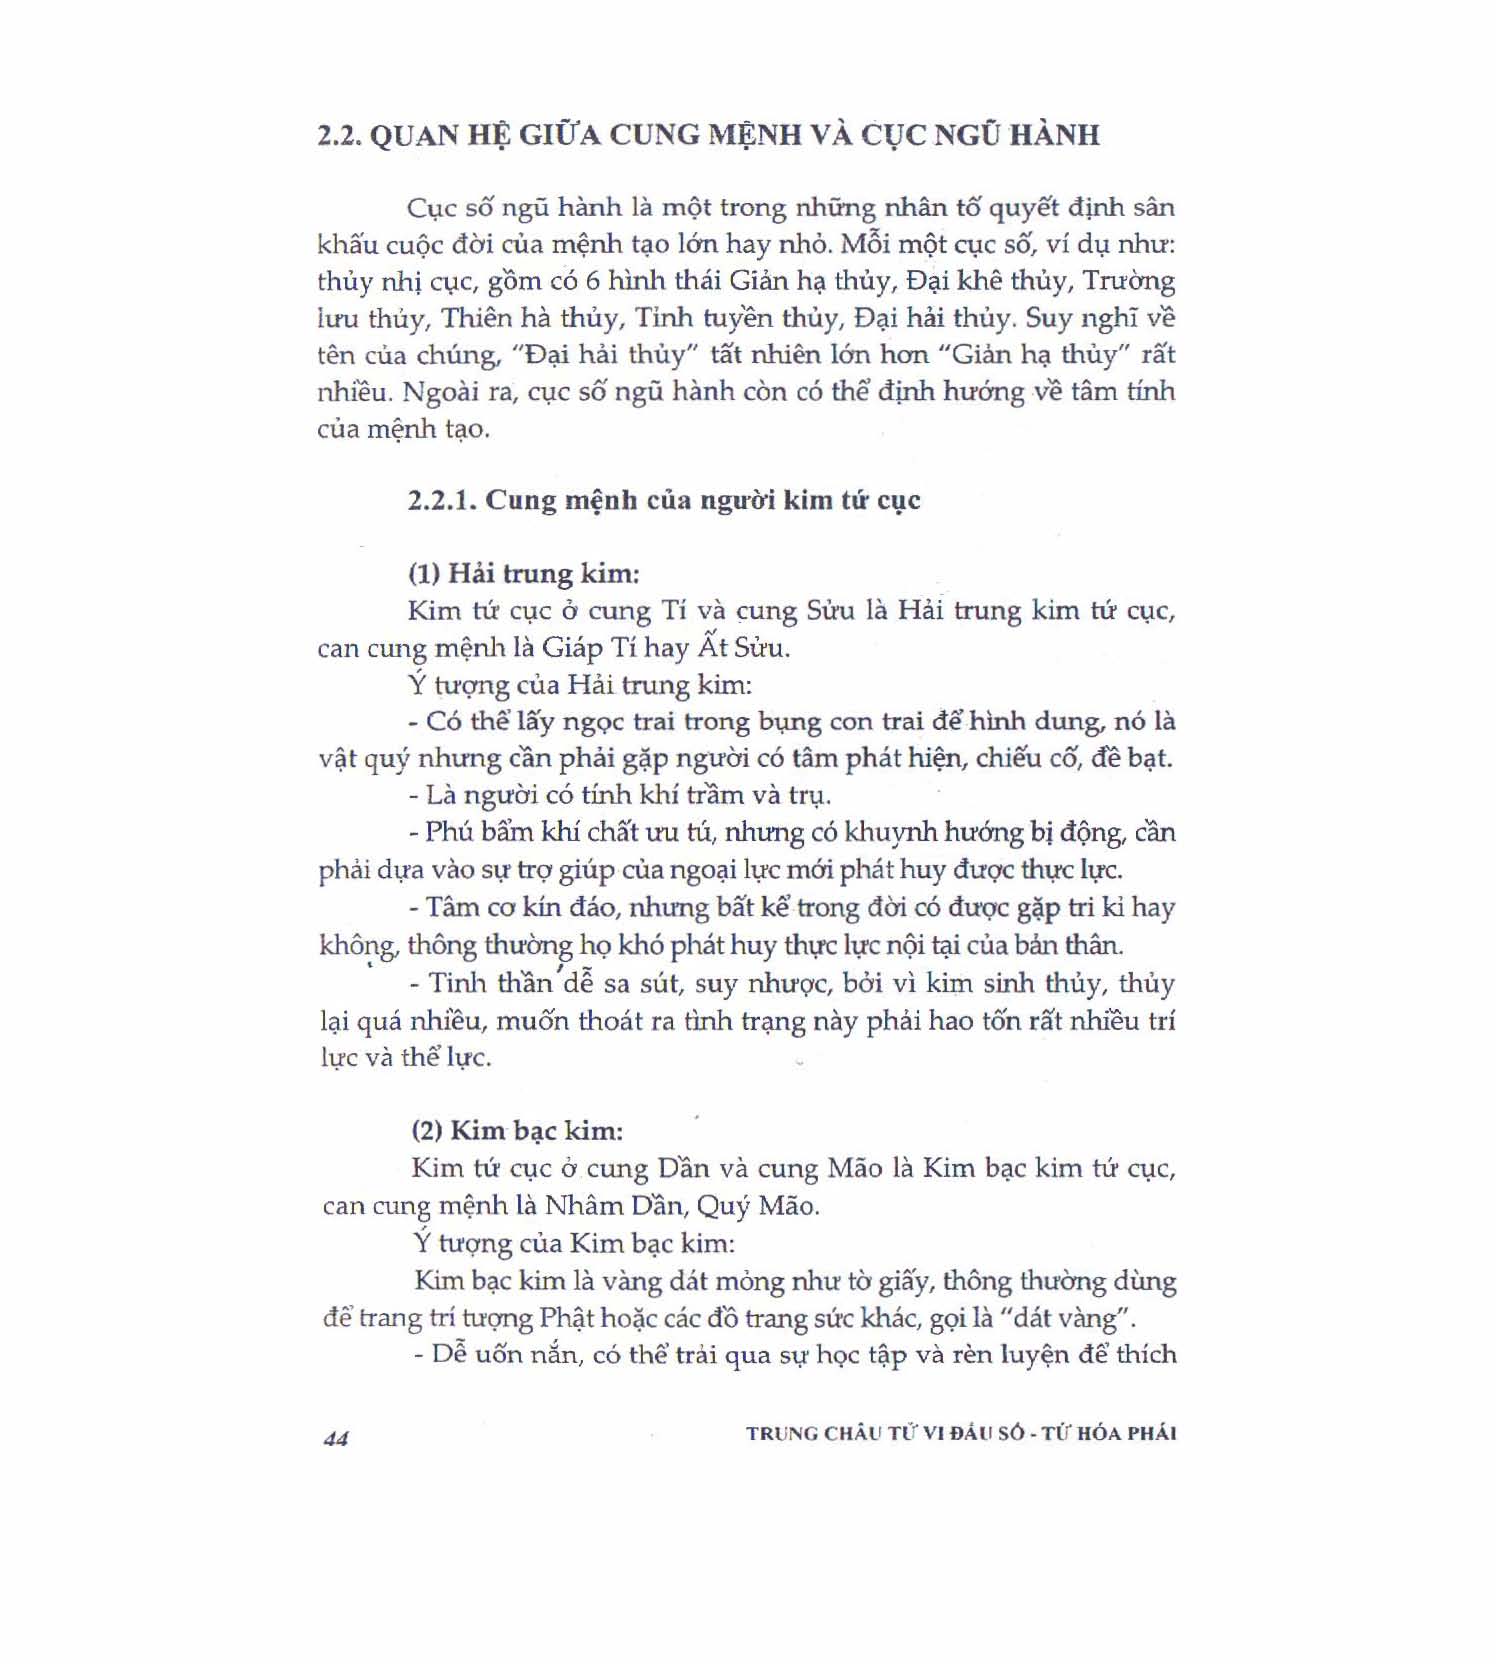 2.2. QUAN HỆ GIỮA CUNG MỆNH VÀ CỤC NGŨ HÀNH
Cục số ngũ hành là một trong những nhân tố quyết định sân
khấu cuộc đời của mệnh tạo lớn hay nhỏ. Mỗi một cục số, ví dụ như:
thủy nhị cục, gồm có 6 hình thái Giản hạ thủy, Đại khê thủy, Trường
lưu thủy, Thiên hà thủy, Tỉnh tuyền thủy, Đại hải thủy. Suy nghĩ về
tên của chúng, "Đại hải thủy" tất nhiên lớn hơn "Giản hạ thủy" rất
nhiều. Ngoài ra, cục số ngũ hành còn có thể định hướng về tâm tính
của mệnh tạo.
2.2.1. Cung mệnh của người kim tứ cục
(1) Hải trung kim:
Kim tứ cục ở cung Tí và cung Sửu là Hải trung kim tứ cục,
can cung mệnh là Giáp Tí hay Ất Sửu.
Ý tượng của Hải trung kim:
- Có thể lấy ngọc trai trong bụng con trai để hình dung, nó là
vật quý nhưng cần phải gặp người có tâm phát hiện, chiếu cố, đề bạt.
- Là người có tính khí trầm và trụ.
- Phú bẩm khí chất ưu tú, nhưng có khuynh hướng bị động, cần
phải dựa vào sự trợ giúp của ngoại lực mới phát huy được thực lực.
- Tâm cơ kín đáo, nhưng bất kể trong đời có được gặp tri kỉ hay
không, thông thường họ khó phát huy thực lực nội tại của bản thân.
- Tinh thần dễ sa sút, suy nhược, bởi vì kim sinh thủy, thủy
lại quá nhiều, muốn thoát ra tình trạng này phải hao tốn rất nhiều trí
lực và thể lực.
(2) Kim bạc kim:
Kim tứ cục ở cung Dần và cung Mão là Kim bạc kim tứ cục,
can cung mệnh là Nhâm Dần, Quý Mão.
Ý tượng của Kim bạc kim:
Kim bạc kim là vàng dát mỏng như tờ giấy, thông thường dùng
để trang trí tượng Phật hoặc các đồ trang sức khác, gọi là "dát vàng".
- Dễ uốn nắn, có thể trải qua sự học tập và rèn luyện để thích
44 TRUNG CHÂU TỬ VI ĐẨU SỐ - TỨ HÓA PHÁI